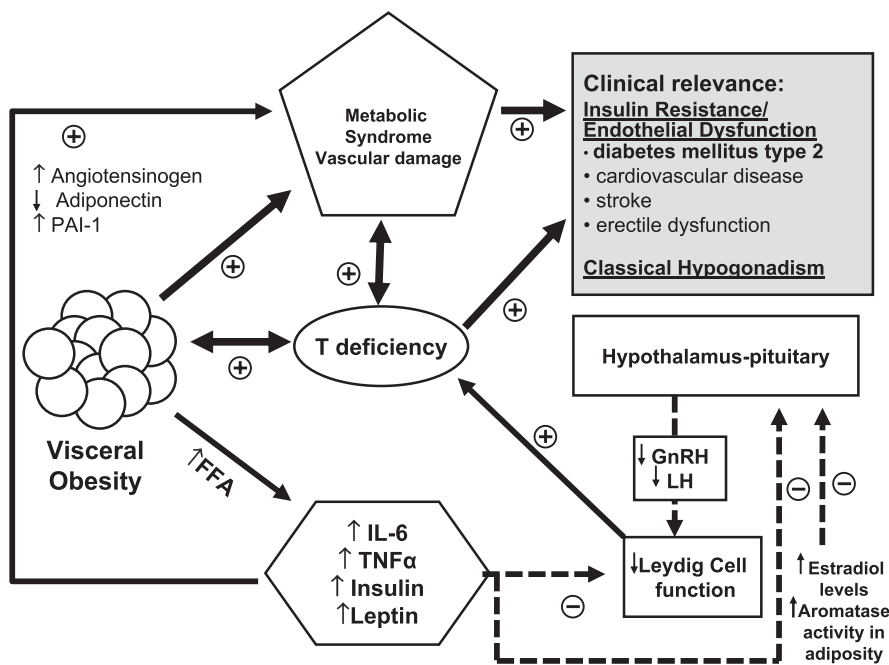 Metabolic
Syndrome
Vascular damage
⊕
Clinical relevance:
Insulin Resistance/
Endothelial Dysfunction
· diabetes mellitus type 2
• cardiovascular disease
• stroke
• erectile dysfunction
Classical Hypogonadism
⊕
↑ Angiotensinogen
↓ Adiponectin
↑ PAI-1
⊕
⊕
⊕
T deficiency
⊕
Visceral
Obesity
↑FFA
↑ IL-6
↑ TNFα
↑ Insulin
↑Leptin
Hypothalamus-pituitary
↓ GnRH
↓ LH
⊕
⊖
⊖
↓Leydig Cell
function
⊖
↑Estradiol
levels
↑Aromatase
activity in
adiposity